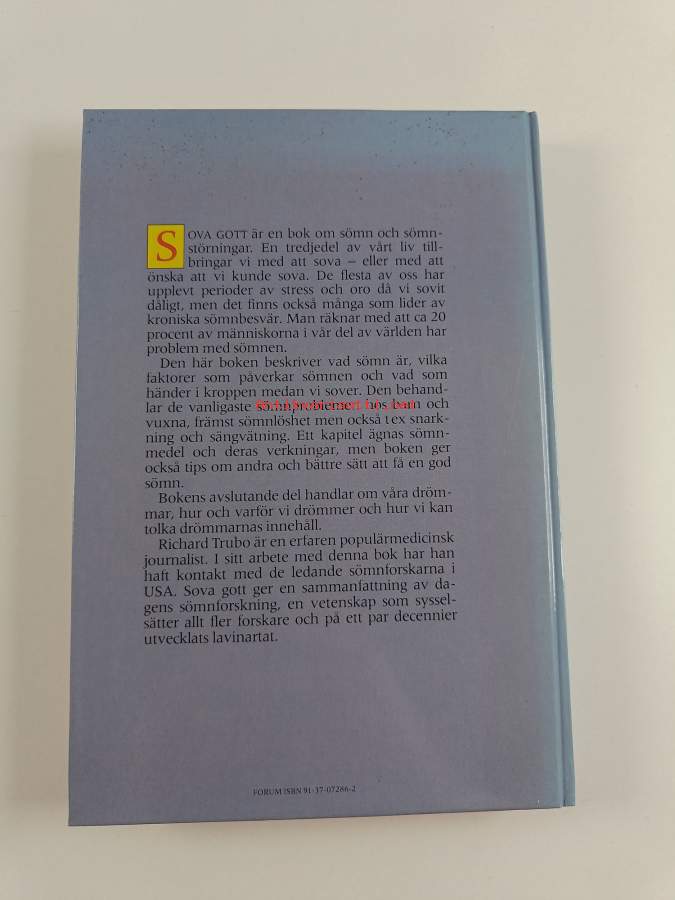 SOVA GOTT är en bok om sömn och sömn-
störningar. En tredjedel av vårt liv till-
bringar vi med att sova – eller med att
önska att vi kunde sova. De flesta av oss har
upplevt perioder av stress och oro då vi sovit
dåligt, men det finns också många som lider av
kroniska sömnbesvär. Man räknar med att ca 20
procent av människorna i vår del av världen har
problem med sömnen.
Den här boken beskriver vad sömn är, vilka
faktorer som påverkar sömnen och vad som
händer i kroppen medan vi sover. Den behand-
lar de vanligaste sömnproblemen hos barn och
vuxna, främst sömnlöshet men också t ex snark-
ning och sängvätning. Ett kapitel ägnas sömn-
medel och deras verkningar, men boken ger
också tips om andra och bättre sätt att få en god
sömn.
Bokens avslutande del handlar om våra dröm-
mar, hur och varför vi drömmer och hur vi kan
tolka drömmarnas innehåll.
Richard Trubo är en erfaren populärmedicinsk
journalist. I sitt arbete med denna bok har han
haft kontakt med de ledande sömnforskarna i
USA. Sova gott ger en sammanfattning av da-
gens sömnforskning, en vetenskap som syssel-
sätter allt fler forskare och på ett par decennier
utvecklats lavinartat.
FORUM ISBN 91-37-07286-2